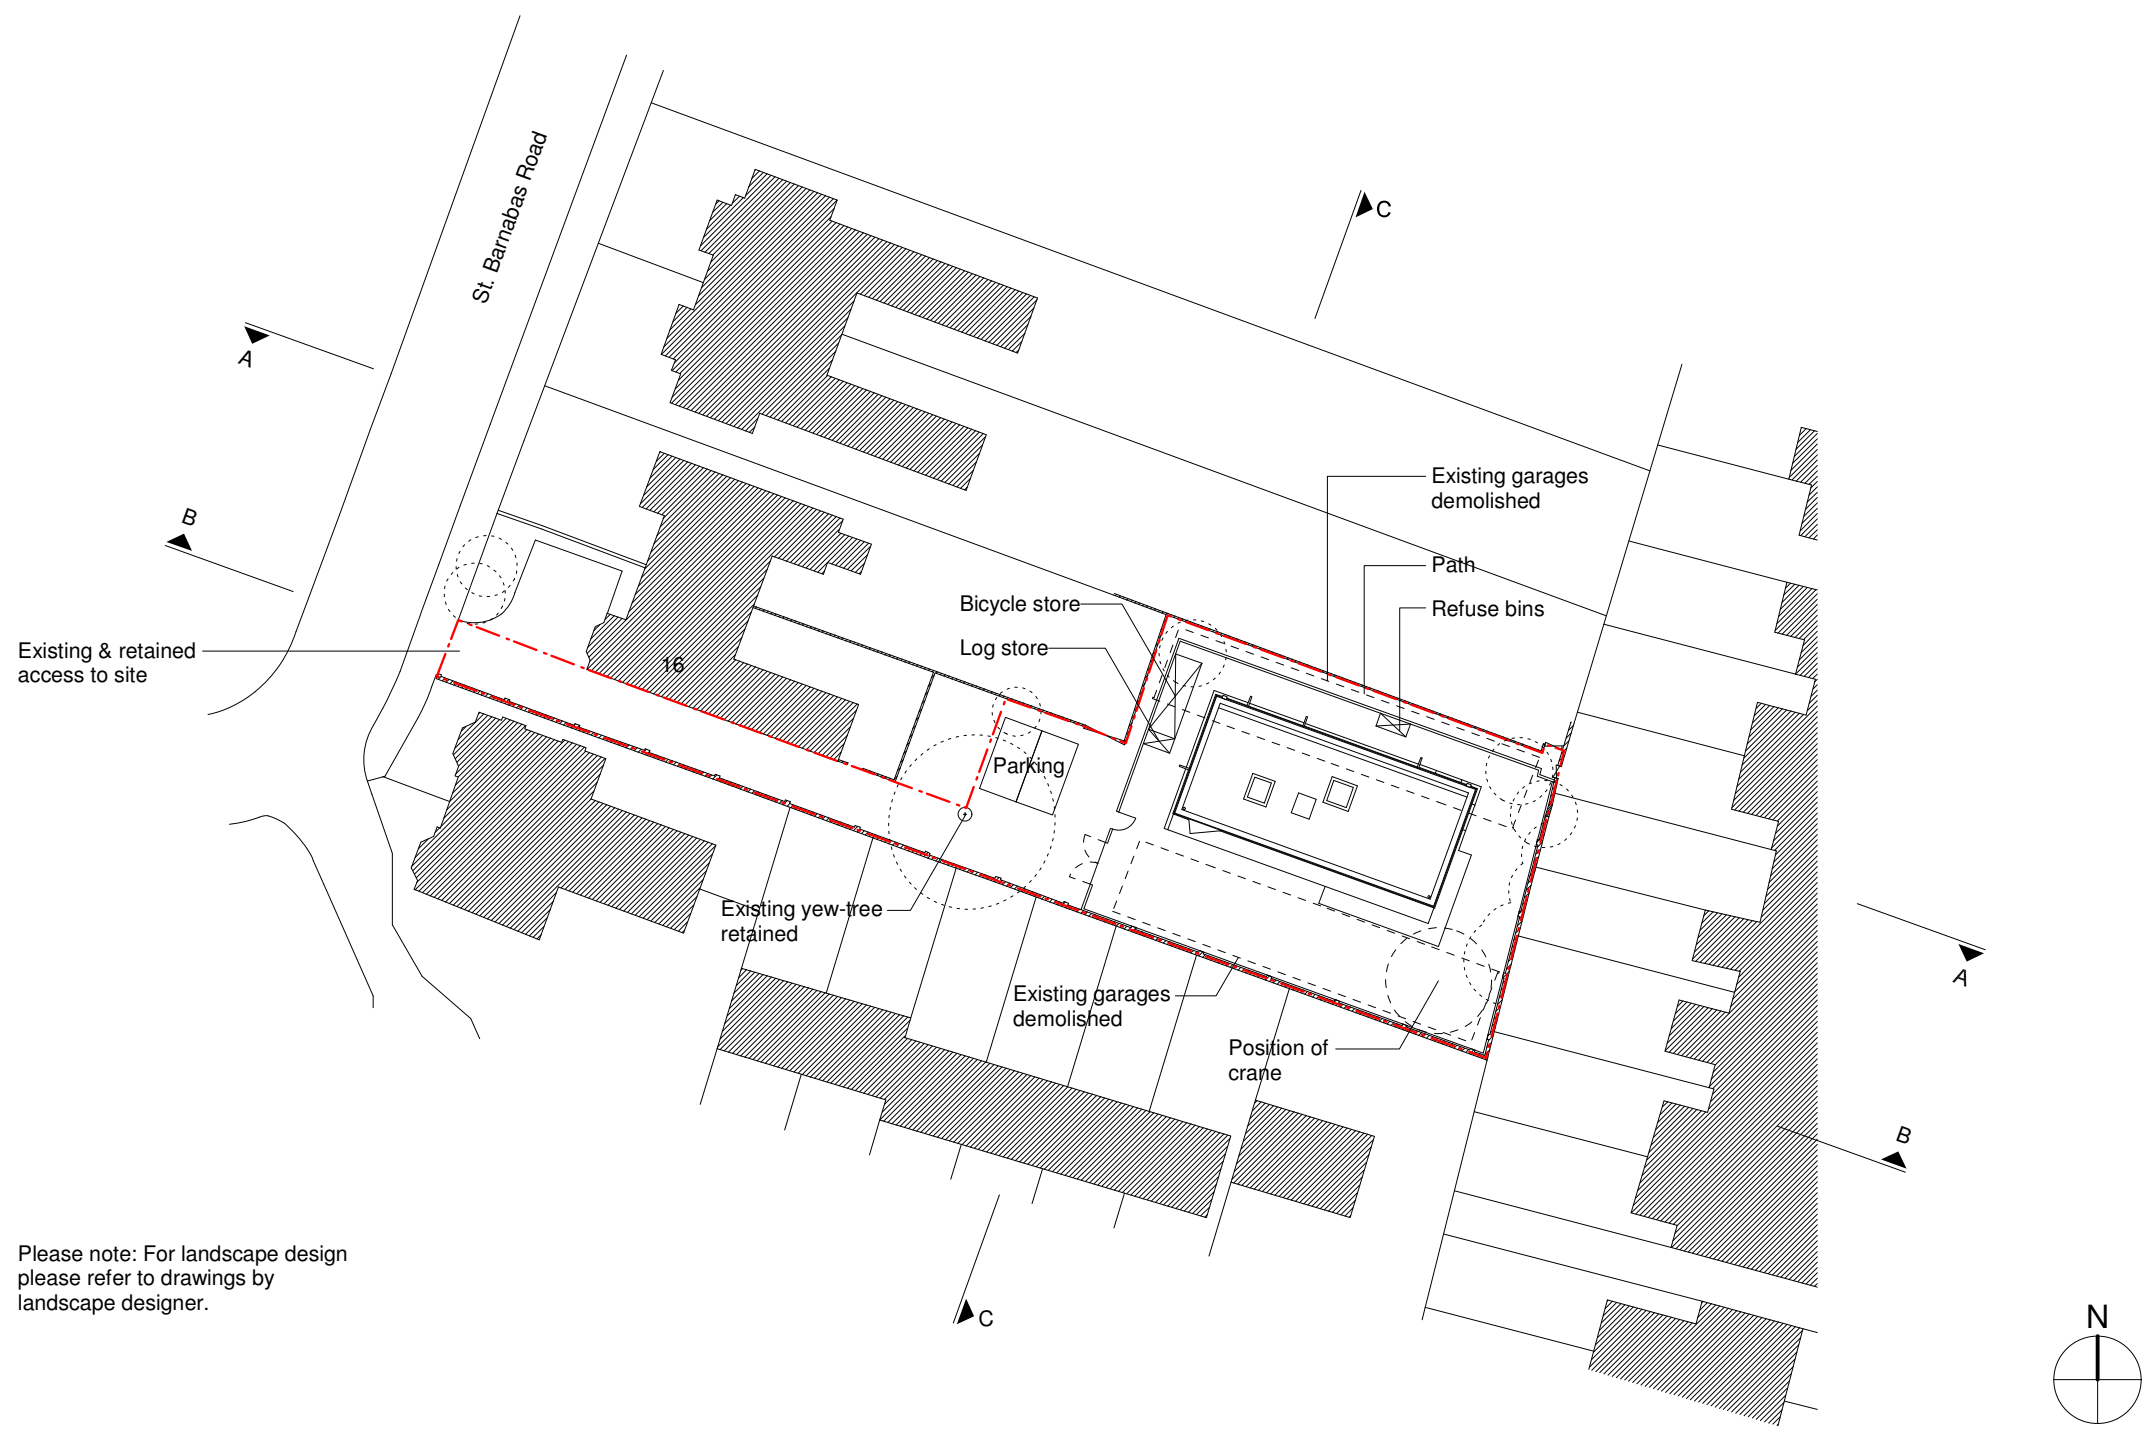 St. Barnabas Road
C
A
B
Existing garages
demolished
Path
Refuse bins
Bicycle store
Log store
Existing & retained
access to site
16
Parking
Existing yew-tree
retained
Existing garages
demolished
Position of
crane
A
B
C
Please note: For landscape design
please refer to drawings by
landscape designer.
N